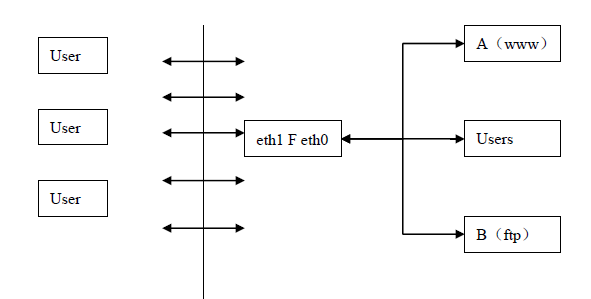 User
User
User
eth1 F eth0
A（www）
Users
B（ftp）